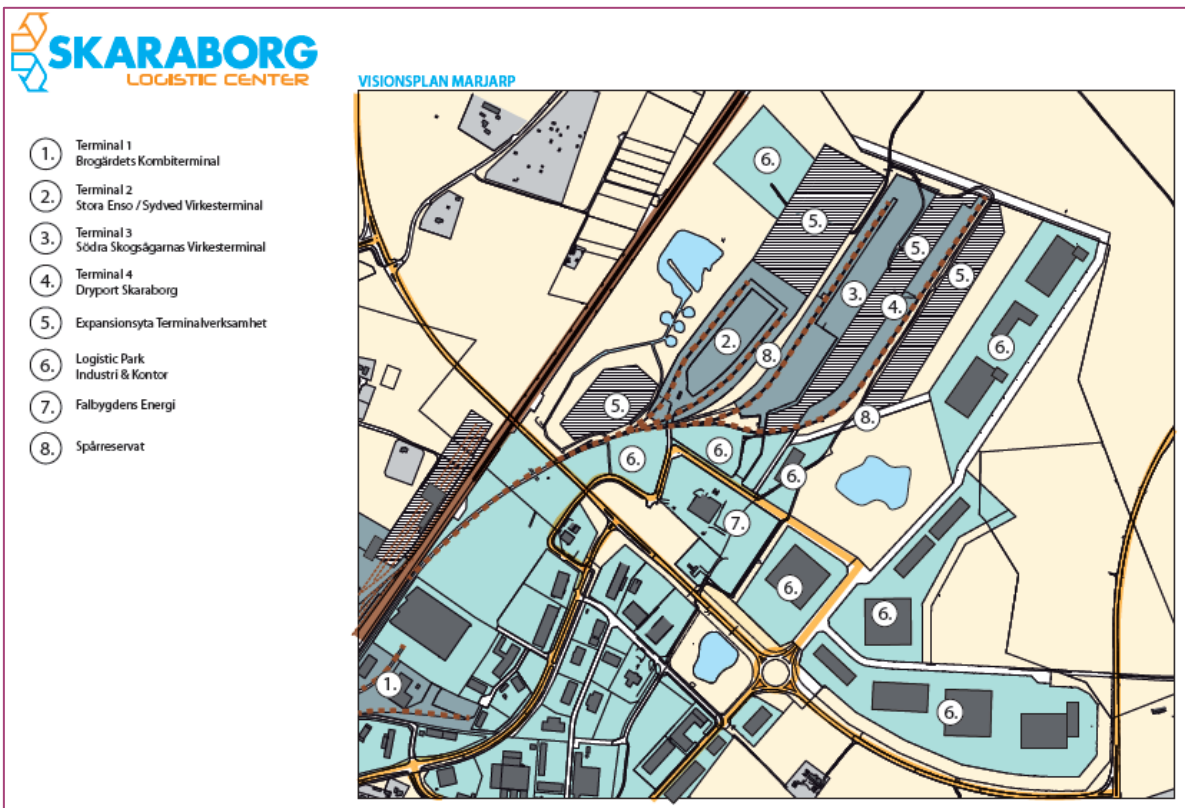 SKARABORG
LOGISTIC CENTER
VISIONSPLAN MARJARP
1.
Terminal 1
Brogärdets Kombiterminal
2.
Terminal 2
Stora Enso / Sydved Virkesterminal
3.
Terminal 3
Södra Skogsågarnas Virkesterminal
4.
Terminal 4
Dryport Skaraborg
5.
Expansionsyta Terminalverksamhet
6.
Logistic Park
Industri & Kontor
7.
Falbygdens Energi
8.
Spårreservat
6.
5.
5.
5.
3.
4.
2.
8.
6.
5.
8.
6.
6.
6.
7.
6.
6.
1.
6.